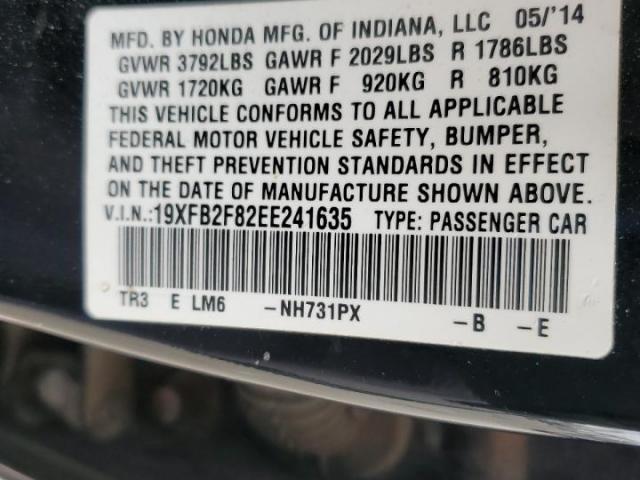 MFD. BY HONDA MFG. OF INDIANA, LLC 05/'14
GVWR 3792LBS GAWR F 2029LBS R 1786LBS
GVWR 1720KG GAWR F 920KG R 810KG
THIS VEHICLE CONFORMS TO ALL APPLICABLE
FEDERAL MOTOR VEHICLE SAFETY, BUMPER,
AND THEFT PREVENTION STANDARDS IN EFFECT
ON THE DATE OF MANUFACTURE SHOWN ABOVE.
V.I.N.:19XFB2F82EE241635 TYPE: PASSENGER CAR
TR3 E LM6 -NH731PX -B -E